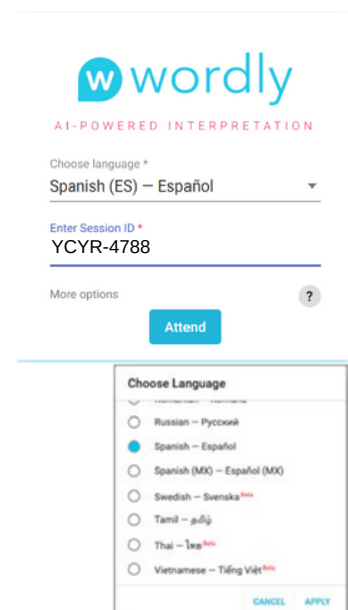 w wordly
AI-POWERED INTERPRETATION
Choose language *
Spanish (ES) – Español
Enter Session ID *
YCYR-4788
More options
?
Attend
Choose Language
Russian – Русский
Spanish – Español
Spanish (MX) – Español (MX)
Swedish – Svenska Beta
Tamil – தமிழ்
Thai – ไทย Beta
Vietnamese – Tiếng Việt Beta
CANCEL APPLY